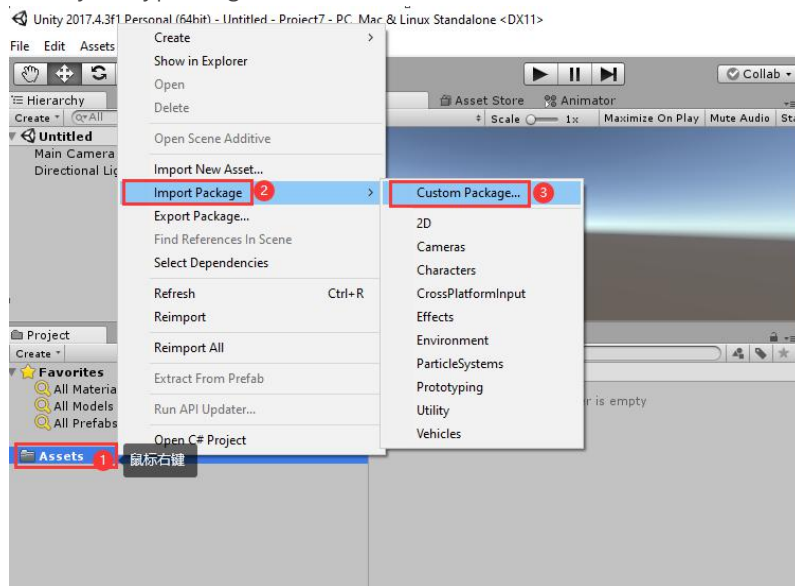 Unity 2017.4.3f1 Personal (64bit) - Untitled - Project7 - PC, Mac & Linux Standalone <DX11>
File Edit Assets
Collab
Hierarchy
Asset Store Animator
Create All
Scale 1x Maximize On Play Mute Audio Sta
Untitled
Main Camera
Directional Lig
Create
Show in Explorer
Open
Delete
Open Scene Additive
Import New Asset...
Import Package 2
Export Package...
Find References In Scene
Select Dependencies
Refresh Ctrl+R
Reimport
Reimport All
Extract From Prefab
Run API Updater...
Open C# Project
Custom Package... 3
2D
Cameras
Characters
CrossPlatformInput
Effects
Environment
ParticleSystems
Prototyping
Utility
Vehicles
Project
Create
Favorites
All Materia
All Models
All Prefabs
r is empty
Assets 1 鼠标右键